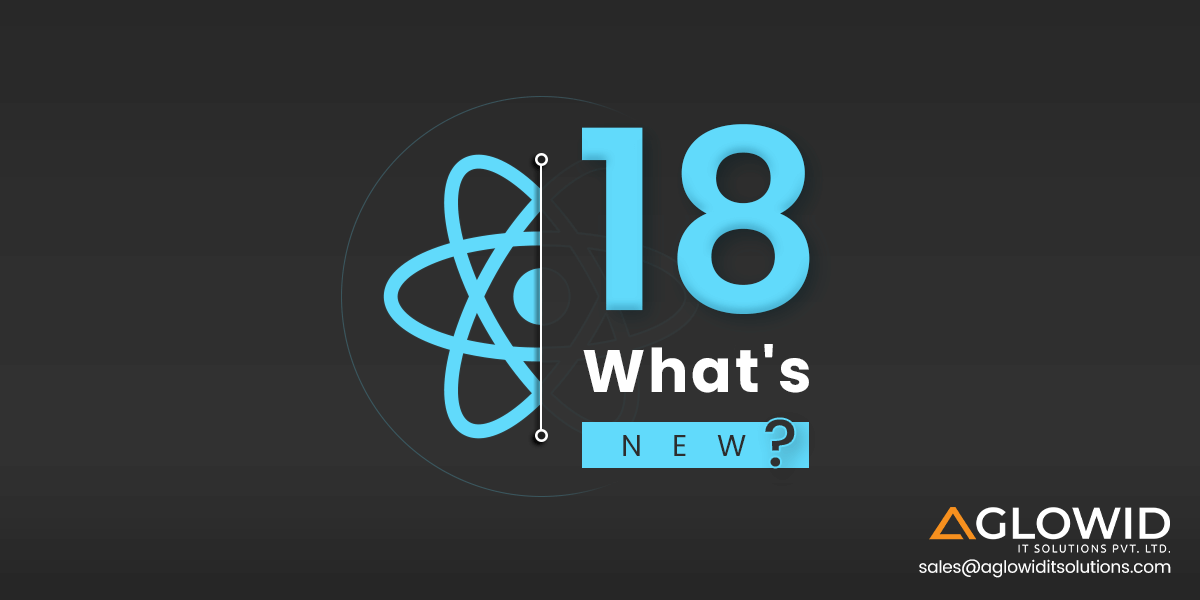 18
What's
NEW?
AGLOWID
IT SOLUTIONS PVT. LTD.
sales@aglowiditsolutions.com